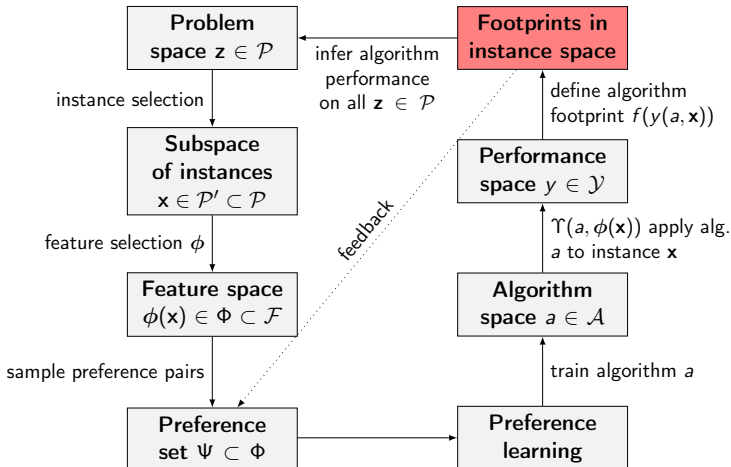 Problem
space z ∈ 𝒫
Footprints in
instance space
infer algorithm
performance
on all z ∈ 𝒫
instance selection
define algorithm
footprint f(y(a, x))
Subspace
of instances
x ∈ 𝒫′ ⊂ 𝒫
Performance
space y ∈ 𝒴
feature selection ϕ
feedback
ϒ(a, ϕ(x)) apply alg.
a to instance x
Feature space
ϕ(x) ∈ Φ ⊂ ℱ
Algorithm
space a ∈ 𝒜
sample preference pairs
train algorithm a
Preference
set Ψ ⊂ Φ
Preference
learning